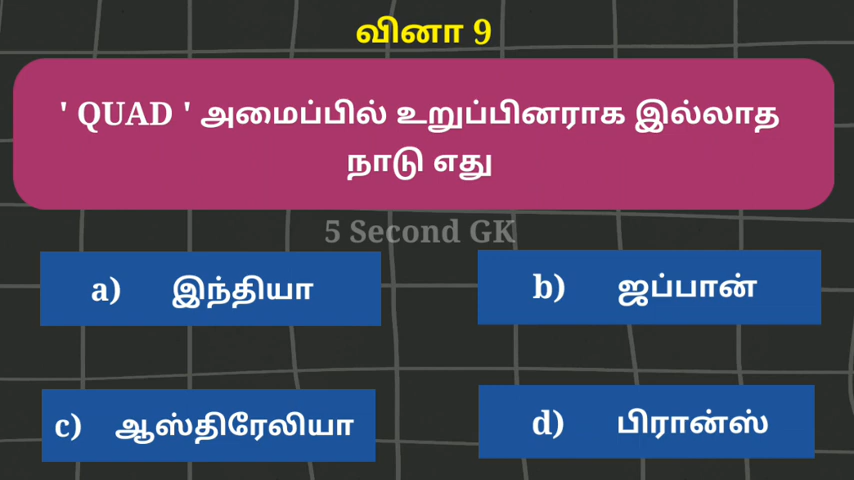 வினா 9
' QUAD ' அமைப்பில் உறுப்பினராக இல்லாத
நாடு எது
5 Second GK
a) இந்தியா
b) ஜப்பான்
c) ஆஸ்திரேலியா
d) பிரான்ஸ்